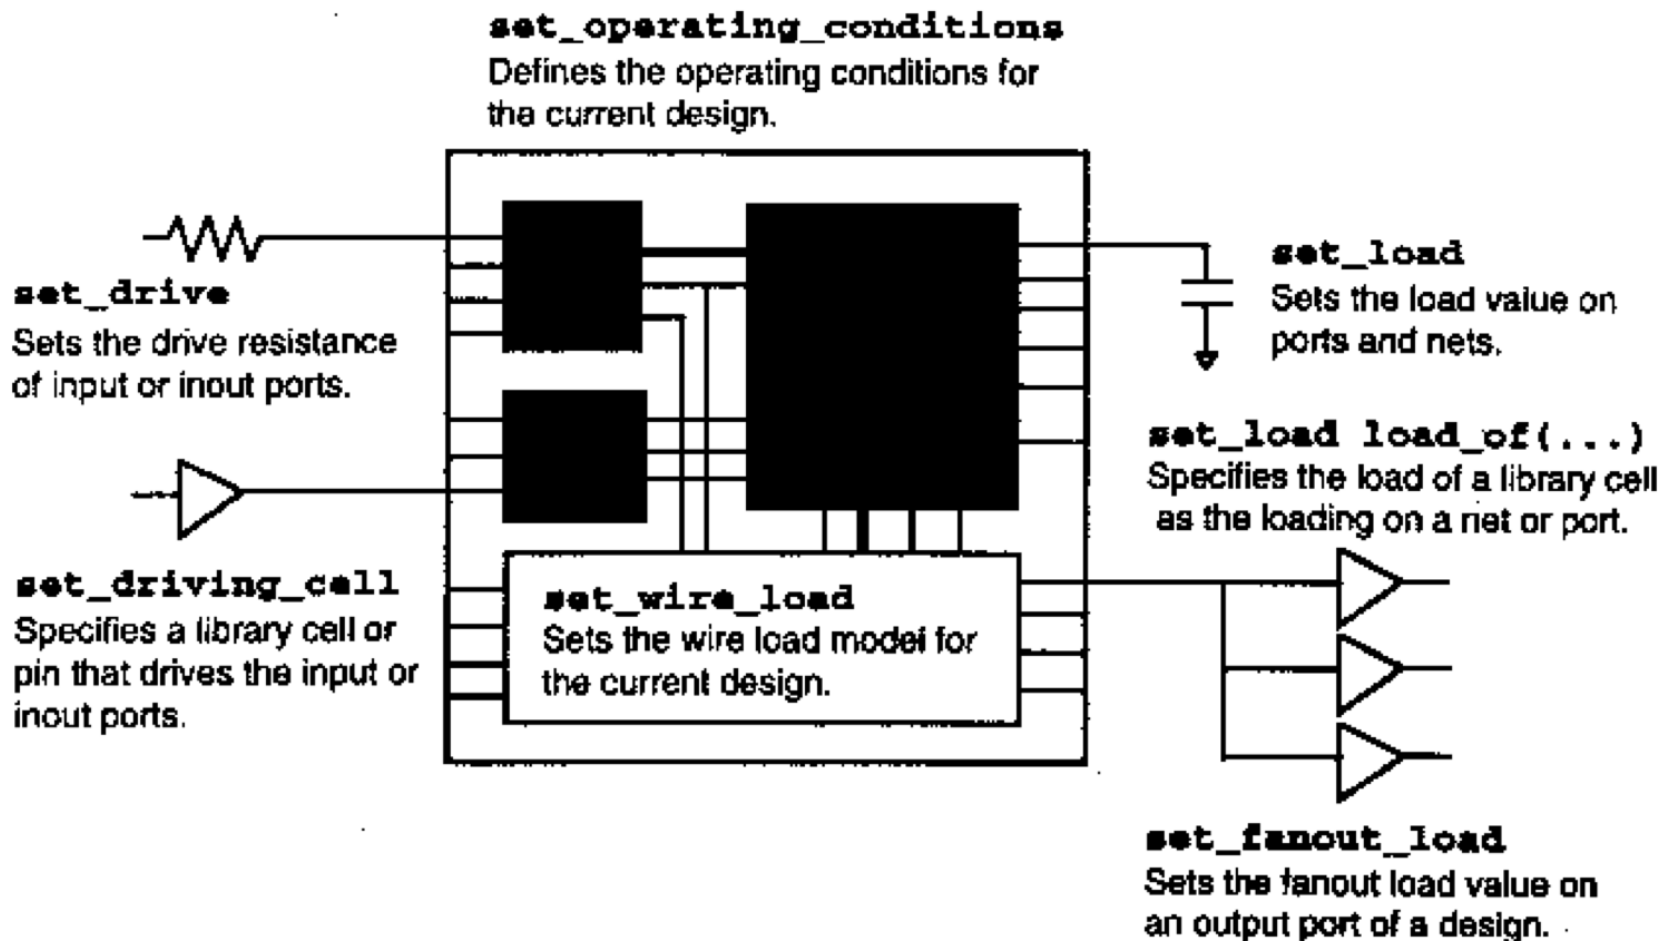 set_operating_conditions
Defines the operating conditions for
the current design.
set_drive
Sets the drive resistance
of input or inout ports.
set_load
Sets the load value on
ports and nets.
set_load load_of(...)
Specifies the load of a library cell
as the loading on a net or port.
set_driving_cell
Specifies a library cell or
pin that drives the input or
inout ports.
set_wire_load
Sets the wire load model for
the current design.
set_fanout_load
Sets the fanout load value on
an output port of a design.